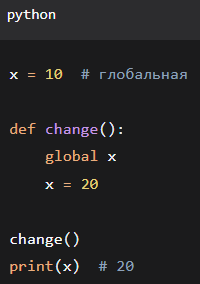 python
x = 10  # глобальная
def change():
    global x
    x = 20
change()
print(x)  # 20